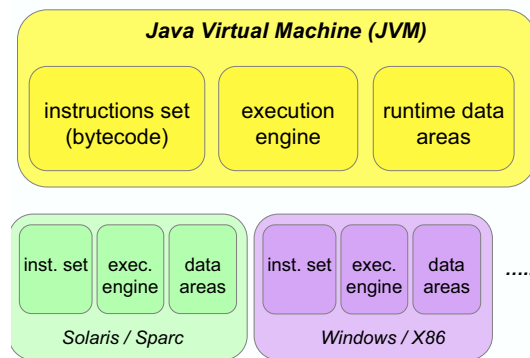 Java Virtual Machine (JVM)
instructions set
(bytecode)
execution
engine
runtime data
areas
inst. set
exec.
engine
data
areas
inst. set
exec.
engine
data
areas
.....
Solaris / Sparc
Windows / X86